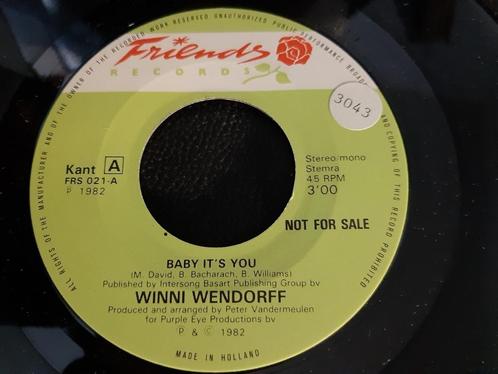 ALL RIGHTS OF THE MANUFACTURER AND OF THE OWNER OF THE RECORDED WORK RESERVED UNAUTHORIZED PUBLIC PERFORMANCE BROADCASTING AND COPYING OF THIS RECORD PROHIBITED
Friends
RECORDS
3043
Kant A
FRS 021-A
℗ 1982
Stereo mono
Stemra
45 RPM
3'00
NOT FOR SALE
BABY IT'S YOU
(M. David, B. Bacharach, B. Williams)
Published by Intersong Basart Publishing Group bv
WINNI WENDORFF
Produced and arranged by Peter Vandermeulen
for Purple Eye Productions bv
℗ & © 1982
MADE IN HOLLAND